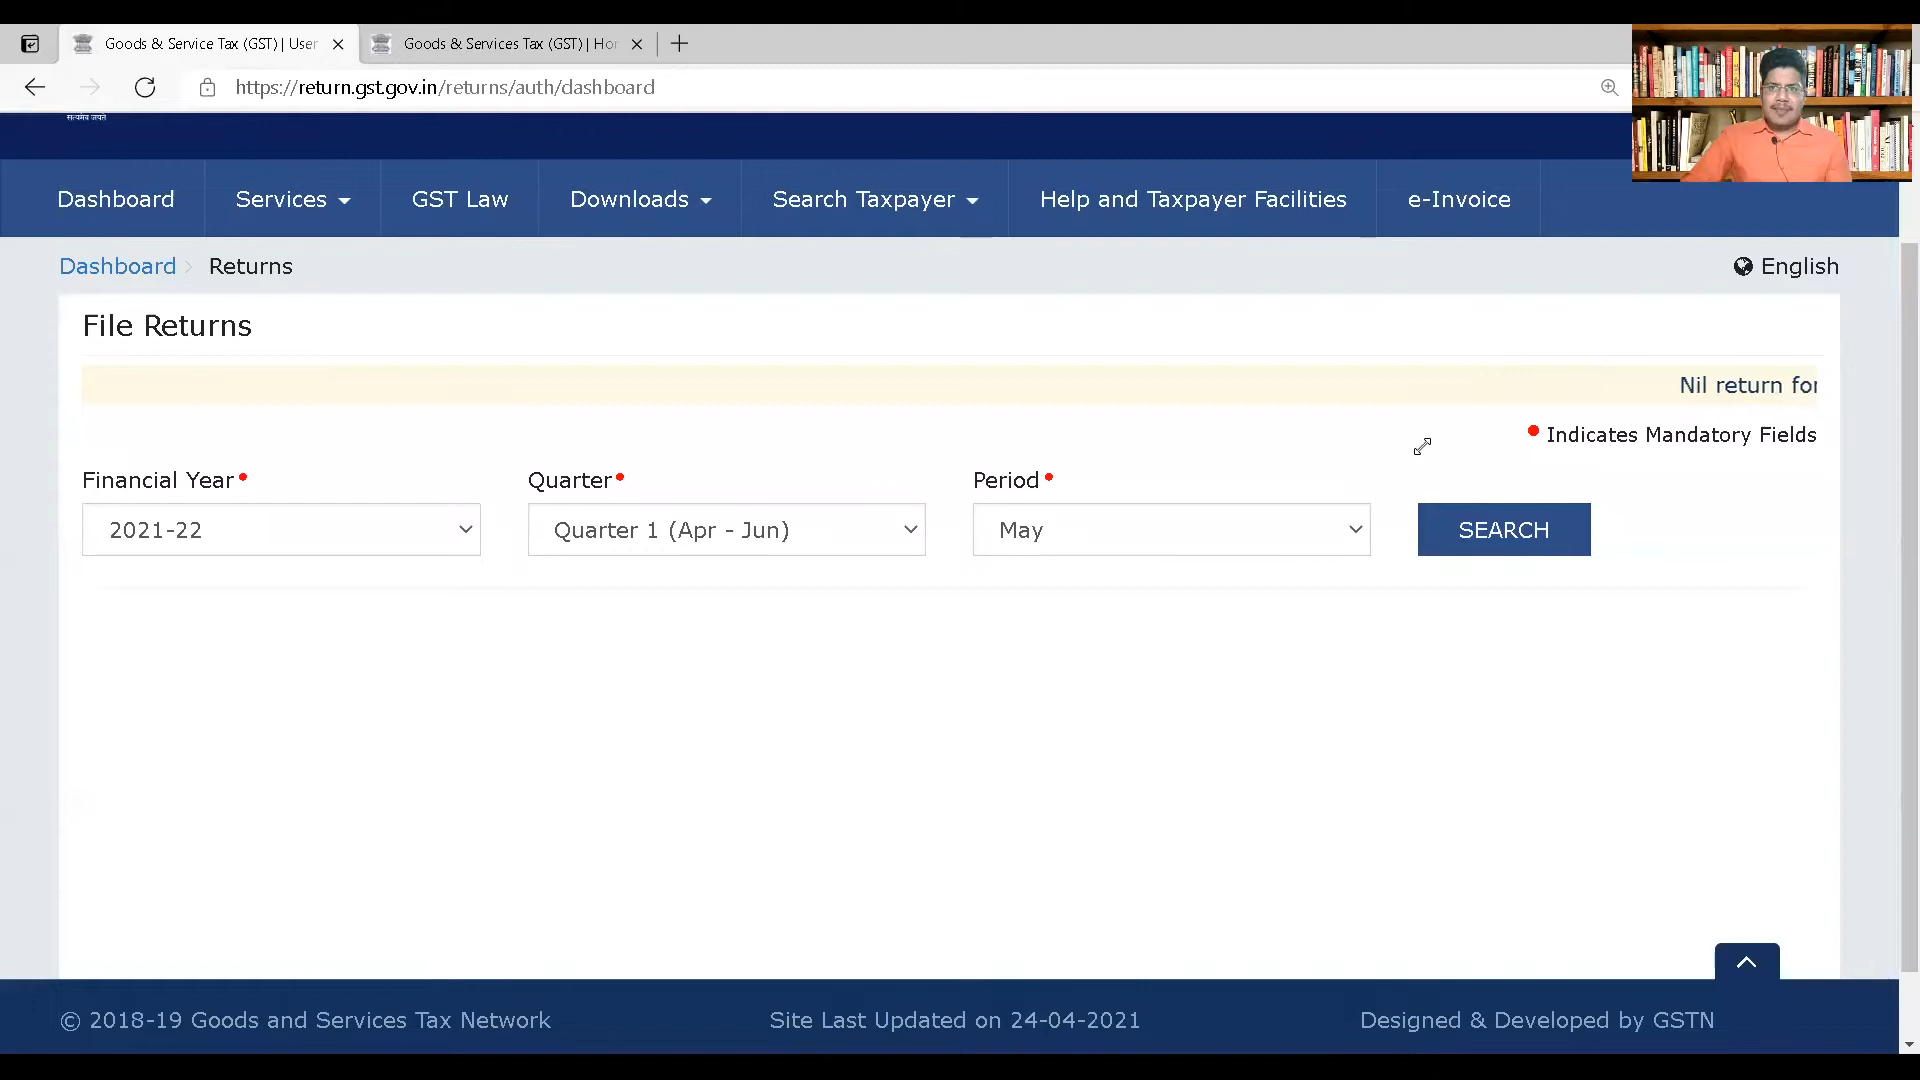 Goods & Service Tax (GST) | User
Goods & Services Tax (GST) | Hor
https://return.gst.gov.in/returns/auth/dashboard
सत्यमेव जयते
Dashboard
Services
GST Law
Downloads
Search Taxpayer
Help and Taxpayer Facilities
e-Invoice
Dashboard
Returns
English
File Returns
Nil return for
Indicates Mandatory Fields
Financial Year
Quarter
Period
2021-22
Quarter 1 (Apr - Jun)
May
SEARCH
© 2018-19 Goods and Services Tax Network
Site Last Updated on 24-04-2021
Designed & Developed by GSTN